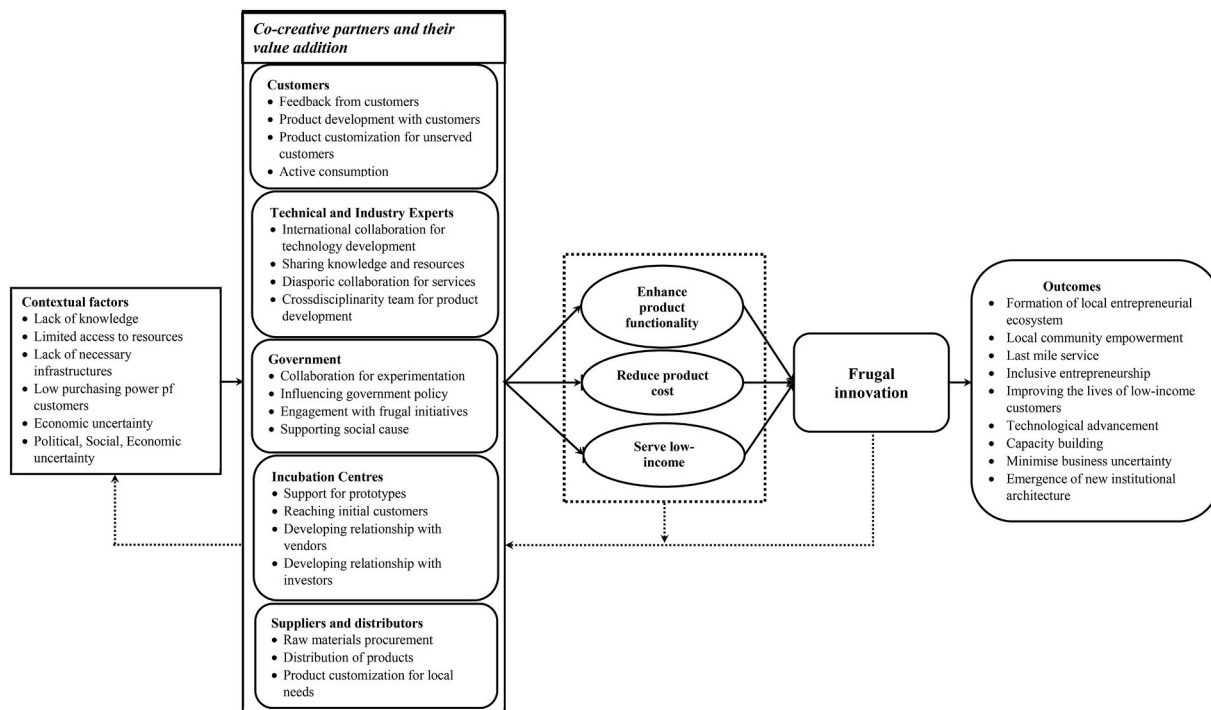 Co-creative partners and their
value addition
Customers
• Feedback from customers
• Product development with customers
• Product customization for unserved
customers
• Active consumption
Technical and Industry Experts
• International collaboration for
technology development
• Sharing knowledge and resources
• Diasporic collaboration for services
• Crossdisciplinarity team for product
development
Government
• Collaboration for experimentation
• Influencing government policy
• Engagement with frugal initiatives
• Supporting social cause
Incubation Centres
• Support for prototypes
• Reaching initial customers
• Developing relationship with
vendors
• Developing relationship with
investors
Suppliers and distributors
• Raw materials procurement
• Distribution of products
• Product customization for local
needs
Contextual factors
• Lack of knowledge
• Limited access to resources
• Lack of necessary
infrastructures
• Low purchasing power pf
customers
• Economic uncertainty
• Political, Social, Economic
uncertainty
Enhance
product
functionality
Reduce product
cost
Serve low-
income
Frugal
innovation
Outcomes
• Formation of local entrepreneurial
ecosystem
• Local community empowerment
• Last mile service
• Inclusive entrepreneurship
• Improving the lives of low-income
customers
• Technological advancement
• Capacity building
• Minimise business uncertainty
• Emergence of new institutional
architecture